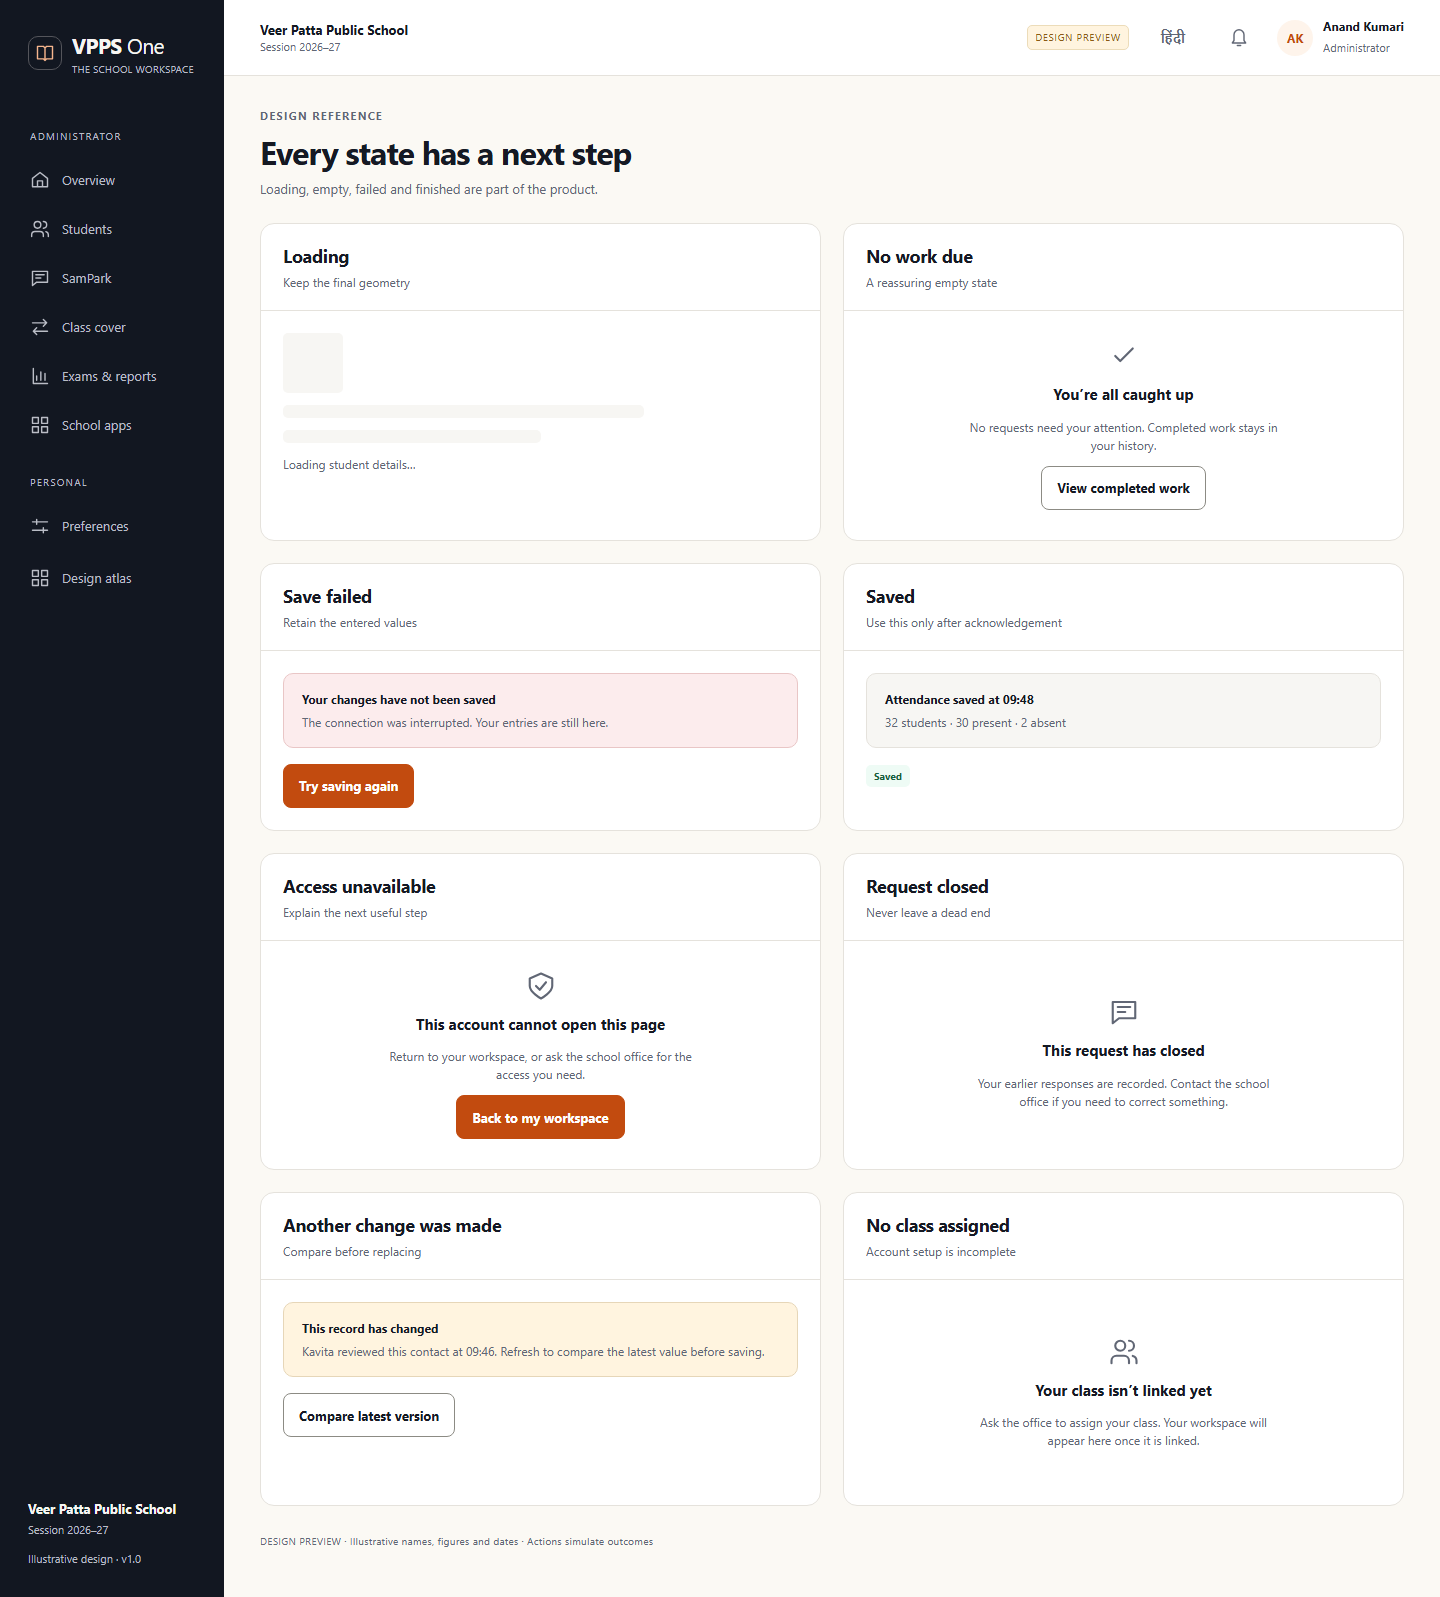 VPPS One
THE SCHOOL WORKSPACE
ADMINISTRATOR
Overview
Students
SamPark
Class cover
Exams & reports
School apps
PERSONAL
Preferences
Design atlas
Veer Patta Public School
Session 2026–27
Illustrative design · v1.0
Veer Patta Public School
Session 2026–27
DESIGN PREVIEW
हिंदी
AK
Anand Kumari
Administrator
DESIGN REFERENCE
Every state has a next step
Loading, empty, failed and finished are part of the product.
Loading
Keep the final geometry
Loading student details...
No work due
A reassuring empty state
You’re all caught up
No requests need your attention. Completed work stays in
your history.
View completed work
Save failed
Retain the entered values
Your changes have not been saved
The connection was interrupted. Your entries are still here.
Try saving again
Saved
Use this only after acknowledgement
Attendance saved at 09:48
32 students · 30 present · 2 absent
Saved
Access unavailable
Explain the next useful step
This account cannot open this page
Return to your workspace, or ask the school office for the
access you need.
Back to my workspace
Request closed
Never leave a dead end
This request has closed
Your earlier responses are recorded. Contact the school
office if you need to correct something.
Another change was made
Compare before replacing
This record has changed
Kavita reviewed this contact at 09:46. Refresh to compare the latest value before saving.
Compare latest version
No class assigned
Account setup is incomplete
Your class isn’t linked yet
Ask the office to assign your class. Your workspace will
appear here once it is linked.
DESIGN PREVIEW · Illustrative names, figures and dates · Actions simulate outcomes